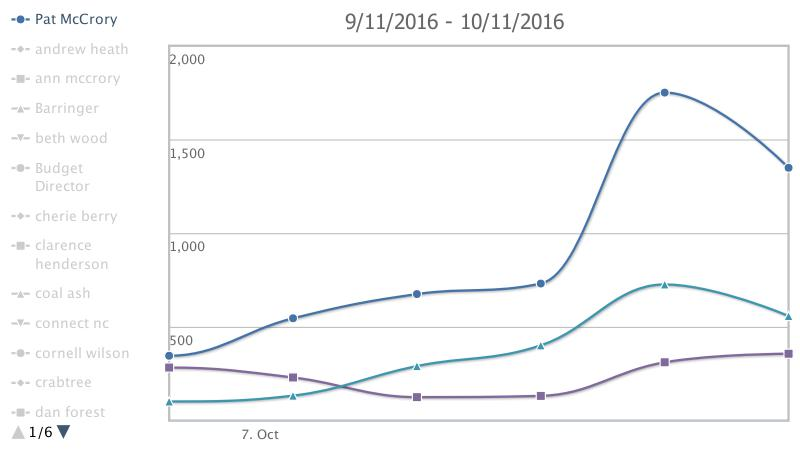 9/11/2016 - 10/11/2016
Pat McCrory
andrew heath
ann mccrory
Barringer
beth wood
Budget
Director
cherie berry
clarence
henderson
coal ash
connect nc
cornell wilson
crabtree
dan forest
1/6
2,000
1,500
1,000
500
7. Oct